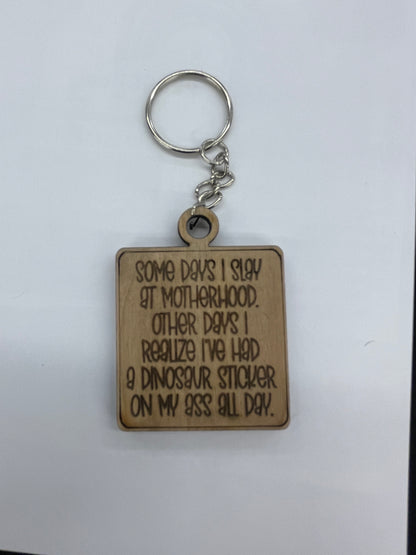 SOME DAYS I SLAY
AT MOTHERHOOD.
OTHER DAYS I
REALIZE I'VE HAD
A DINOSAUR STICKER
ON MY ASS ALL DAY.